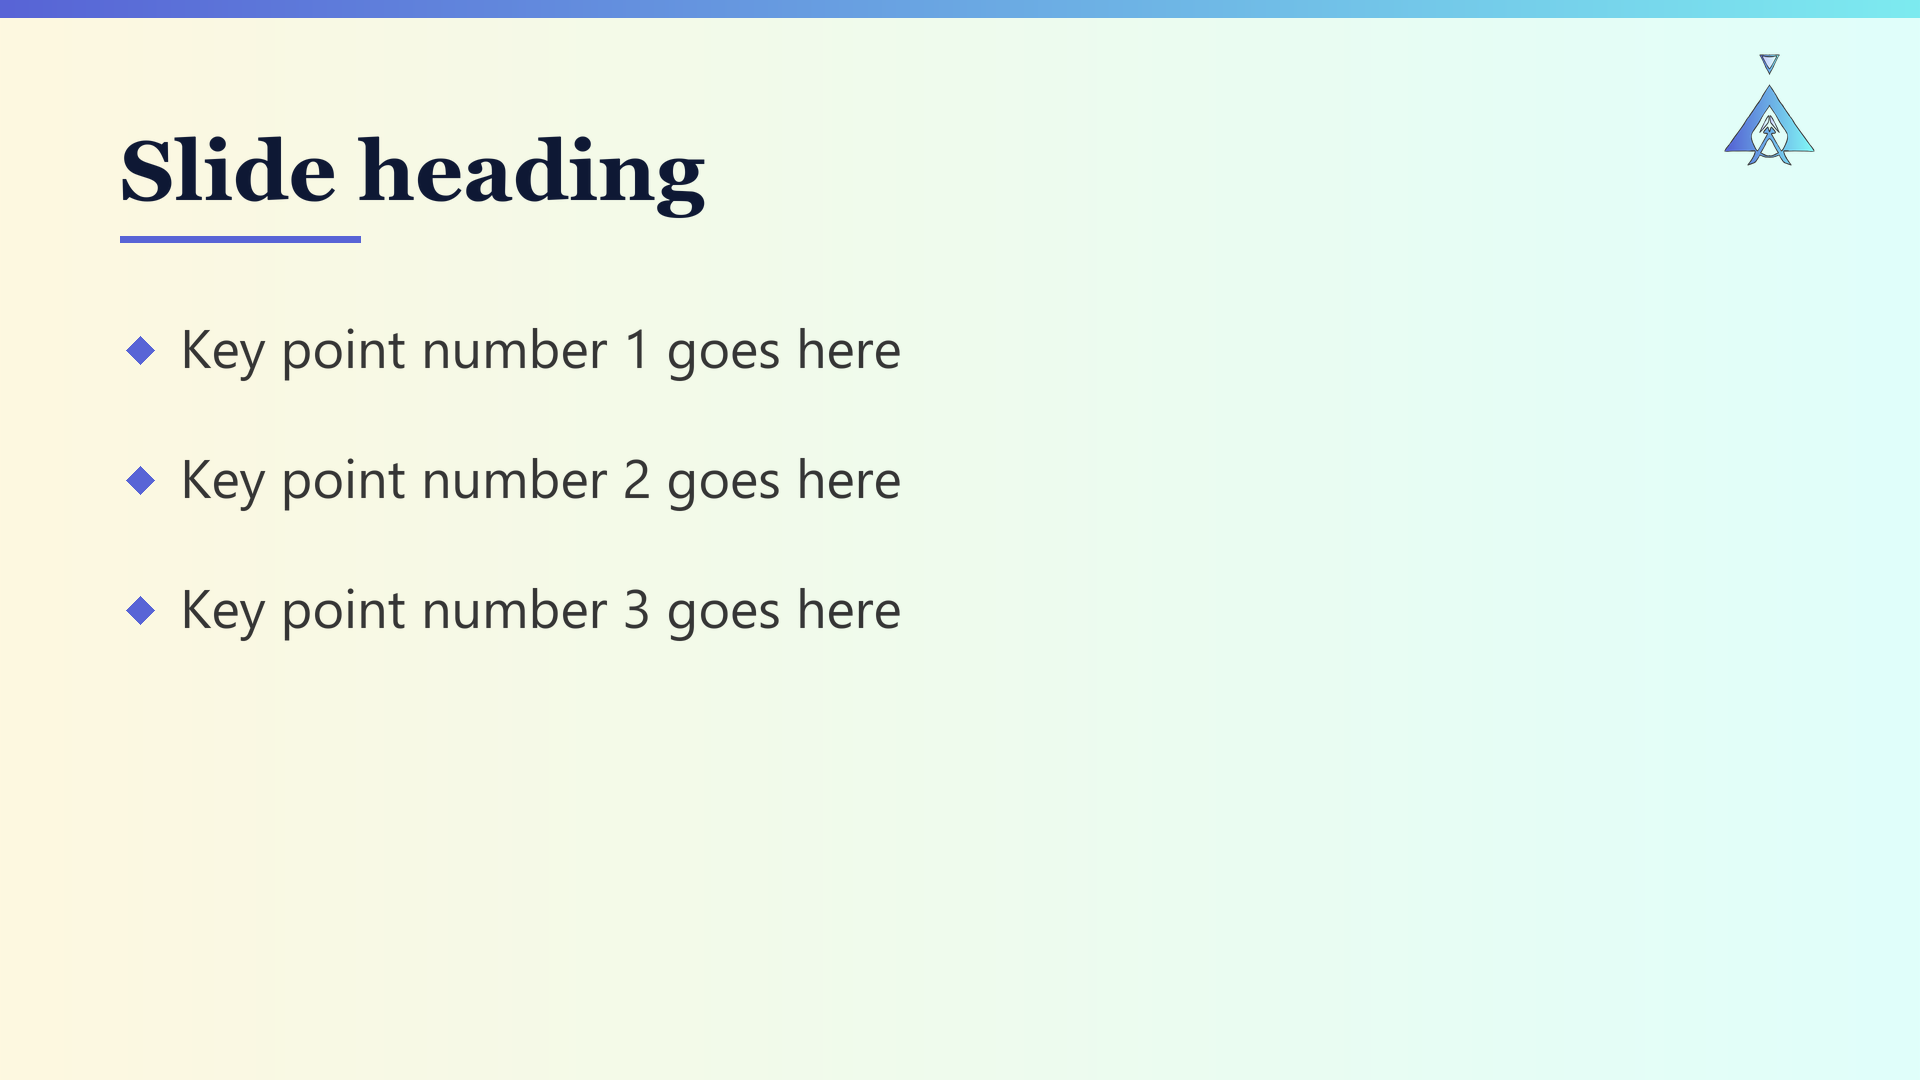 Slide heading
Key point number 1 goes here
Key point number 2 goes here
Key point number 3 goes here